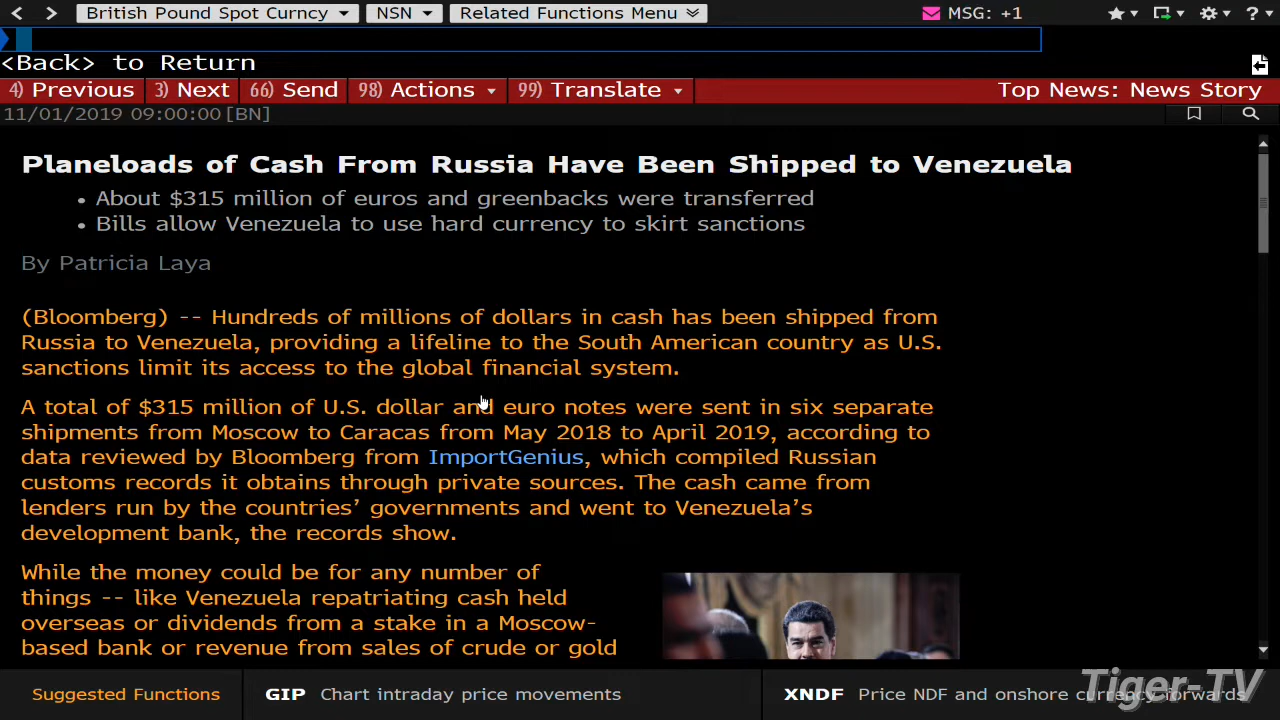 British Pound Spot Curncy NSN Related Functions Menu MSG: +1 ?
<Back> to Return
4) Previous 3) Next 66) Send 98) Actions 99) Translate Top News: News Story
11/01/2019 09:00:00 [BN]
Planeloads of Cash From Russia Have Been Shipped to Venezuela
• About $315 million of euros and greenbacks were transferred
• Bills allow Venezuela to use hard currency to skirt sanctions
By Patricia Laya
(Bloomberg) -- Hundreds of millions of dollars in cash has been shipped from
Russia to Venezuela, providing a lifeline to the South American country as U.S.
sanctions limit its access to the global financial system.
A total of $315 million of U.S. dollar and euro notes were sent in six separate
shipments from Moscow to Caracas from May 2018 to April 2019, according to
data reviewed by Bloomberg from ImportGenius, which compiled Russian
customs records it obtains through private sources. The cash came from
lenders run by the countries’ governments and went to Venezuela’s
development bank, the records show.
While the money could be for any number of
things -- like Venezuela repatriating cash held
overseas or dividends from a stake in a Moscow-
based bank or revenue from sales of crude or gold
Suggested Functions GIP Chart intraday price movements XNDF Price NDF and onshore currency forwards
Tiger-TV